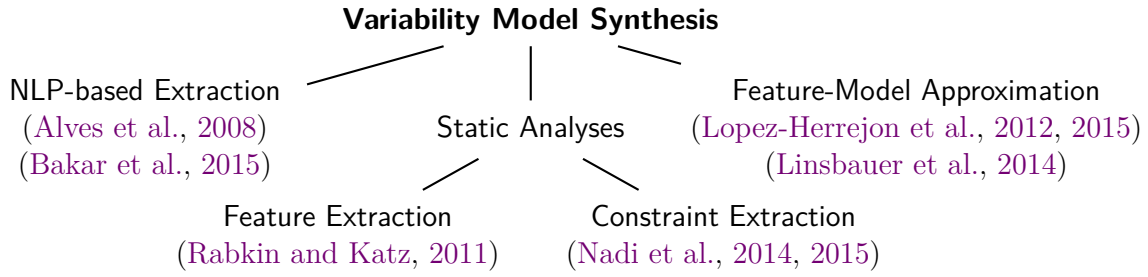 Variability Model Synthesis
NLP-based Extraction
(Alves et al., 2008)
(Bakar et al., 2015)
Static Analyses
Feature-Model Approximation
(Lopez-Herrejon et al., 2012, 2015)
(Linsbauer et al., 2014)
Feature Extraction
(Rabkin and Katz, 2011)
Constraint Extraction
(Nadi et al., 2014, 2015)